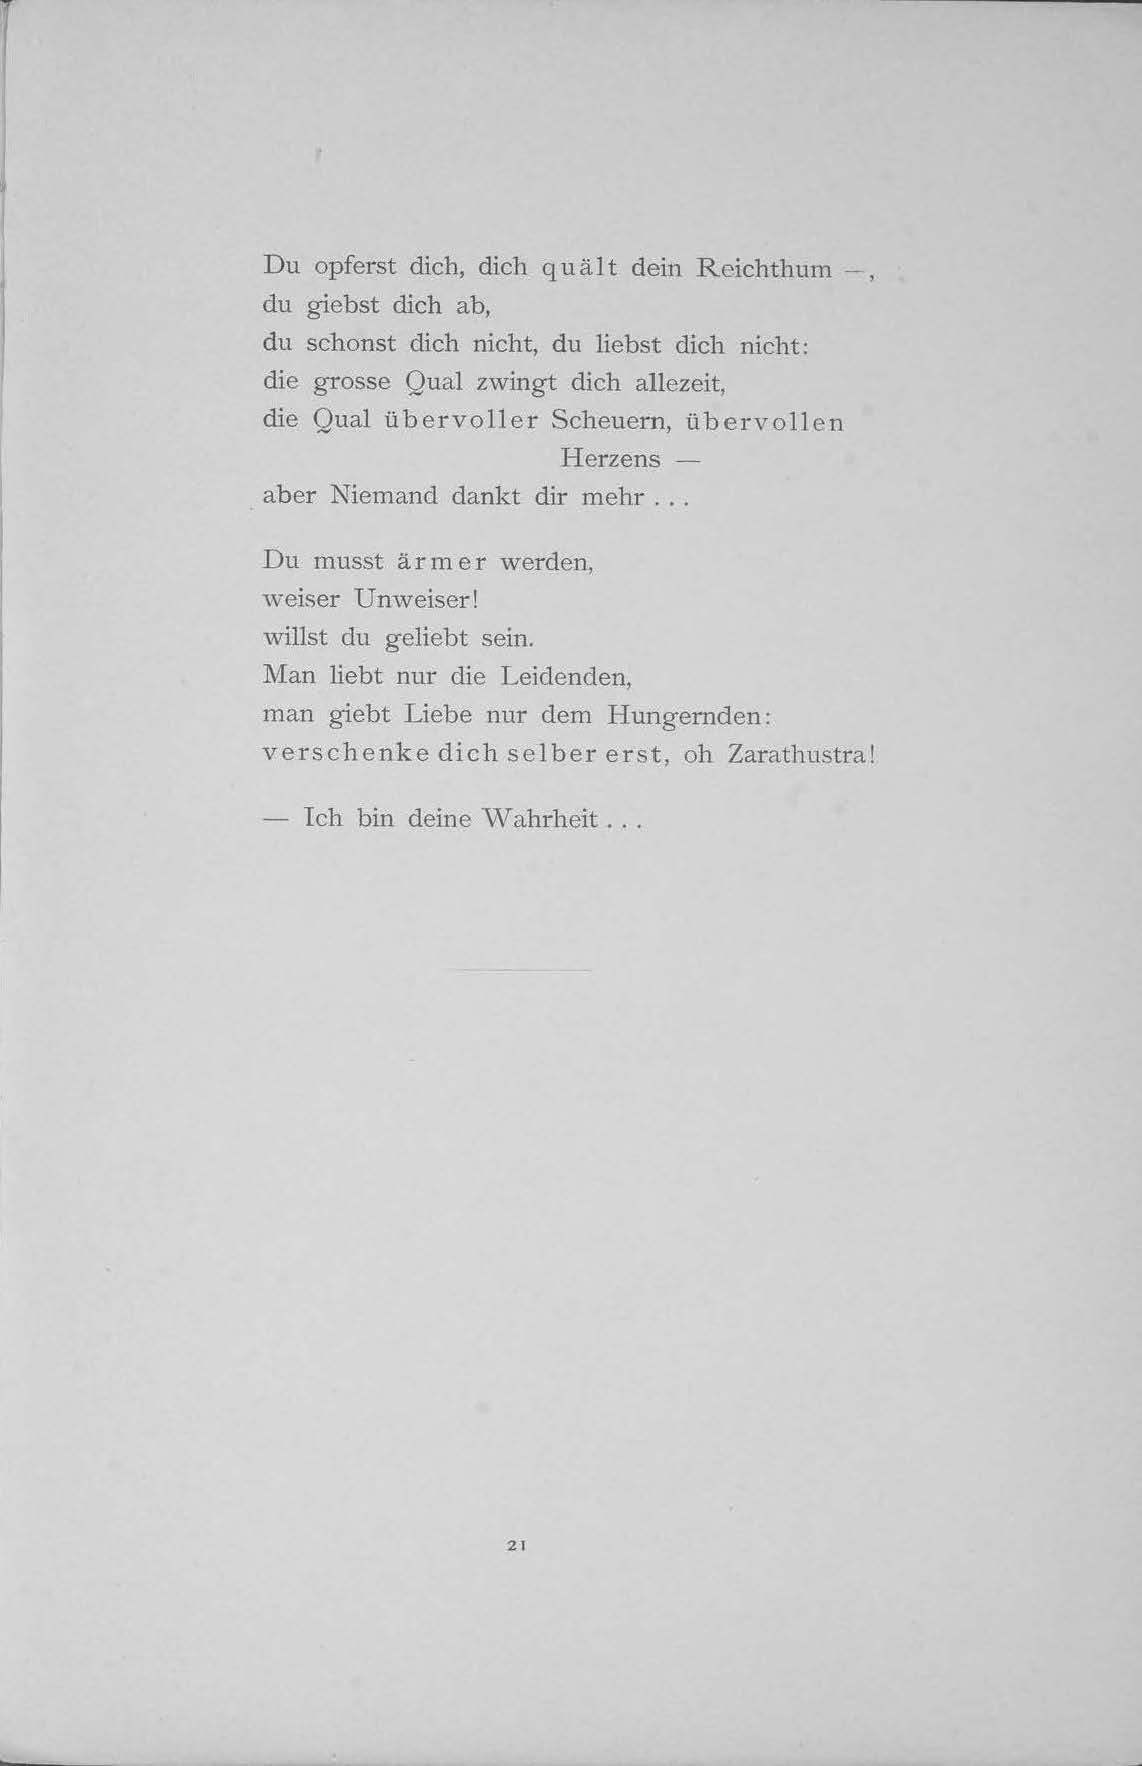 Du opferst dich, dich quält dein Reichthum —,
du giebst dich ab,
du schonst dich nicht, du liebst dich nicht:
die grosse Qual zwingt dich allezeit,
die Qual übervoller Scheuern, übervollen
Herzens —
aber Niemand dankt dir mehr . . .
Du musst ärmer werden,
weiser Unweiser!
willst du geliebt sein.
Man liebt nur die Leidenden,
man giebt Liebe nur dem Hungernden:
verschenke dich selber erst, oh Zarathustra!
— Ich bin deine Wahrheit . . .
21